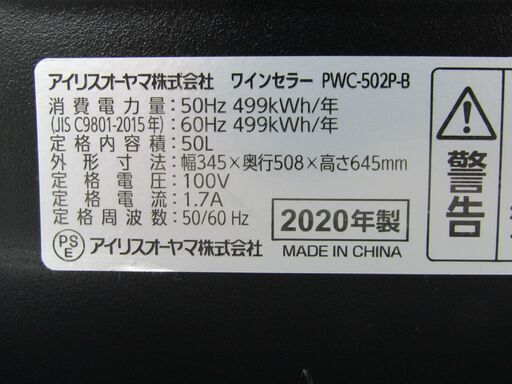 アイリスオーヤマ株式会社 ワインセラー PWC-502P-B
消費電力量:50Hz 499kWh/年
(JIS C9801-2015年):60Hz 499kWh/年
定格内容積:50L
外形寸法:幅345×奥行508×高さ645mm
定格電圧:100V
定格電流:1.7A
定格周波数:50/60 Hz
2020年製
PS
E
アイリスオーヤマ株式会社
MADE IN CHINA
警告